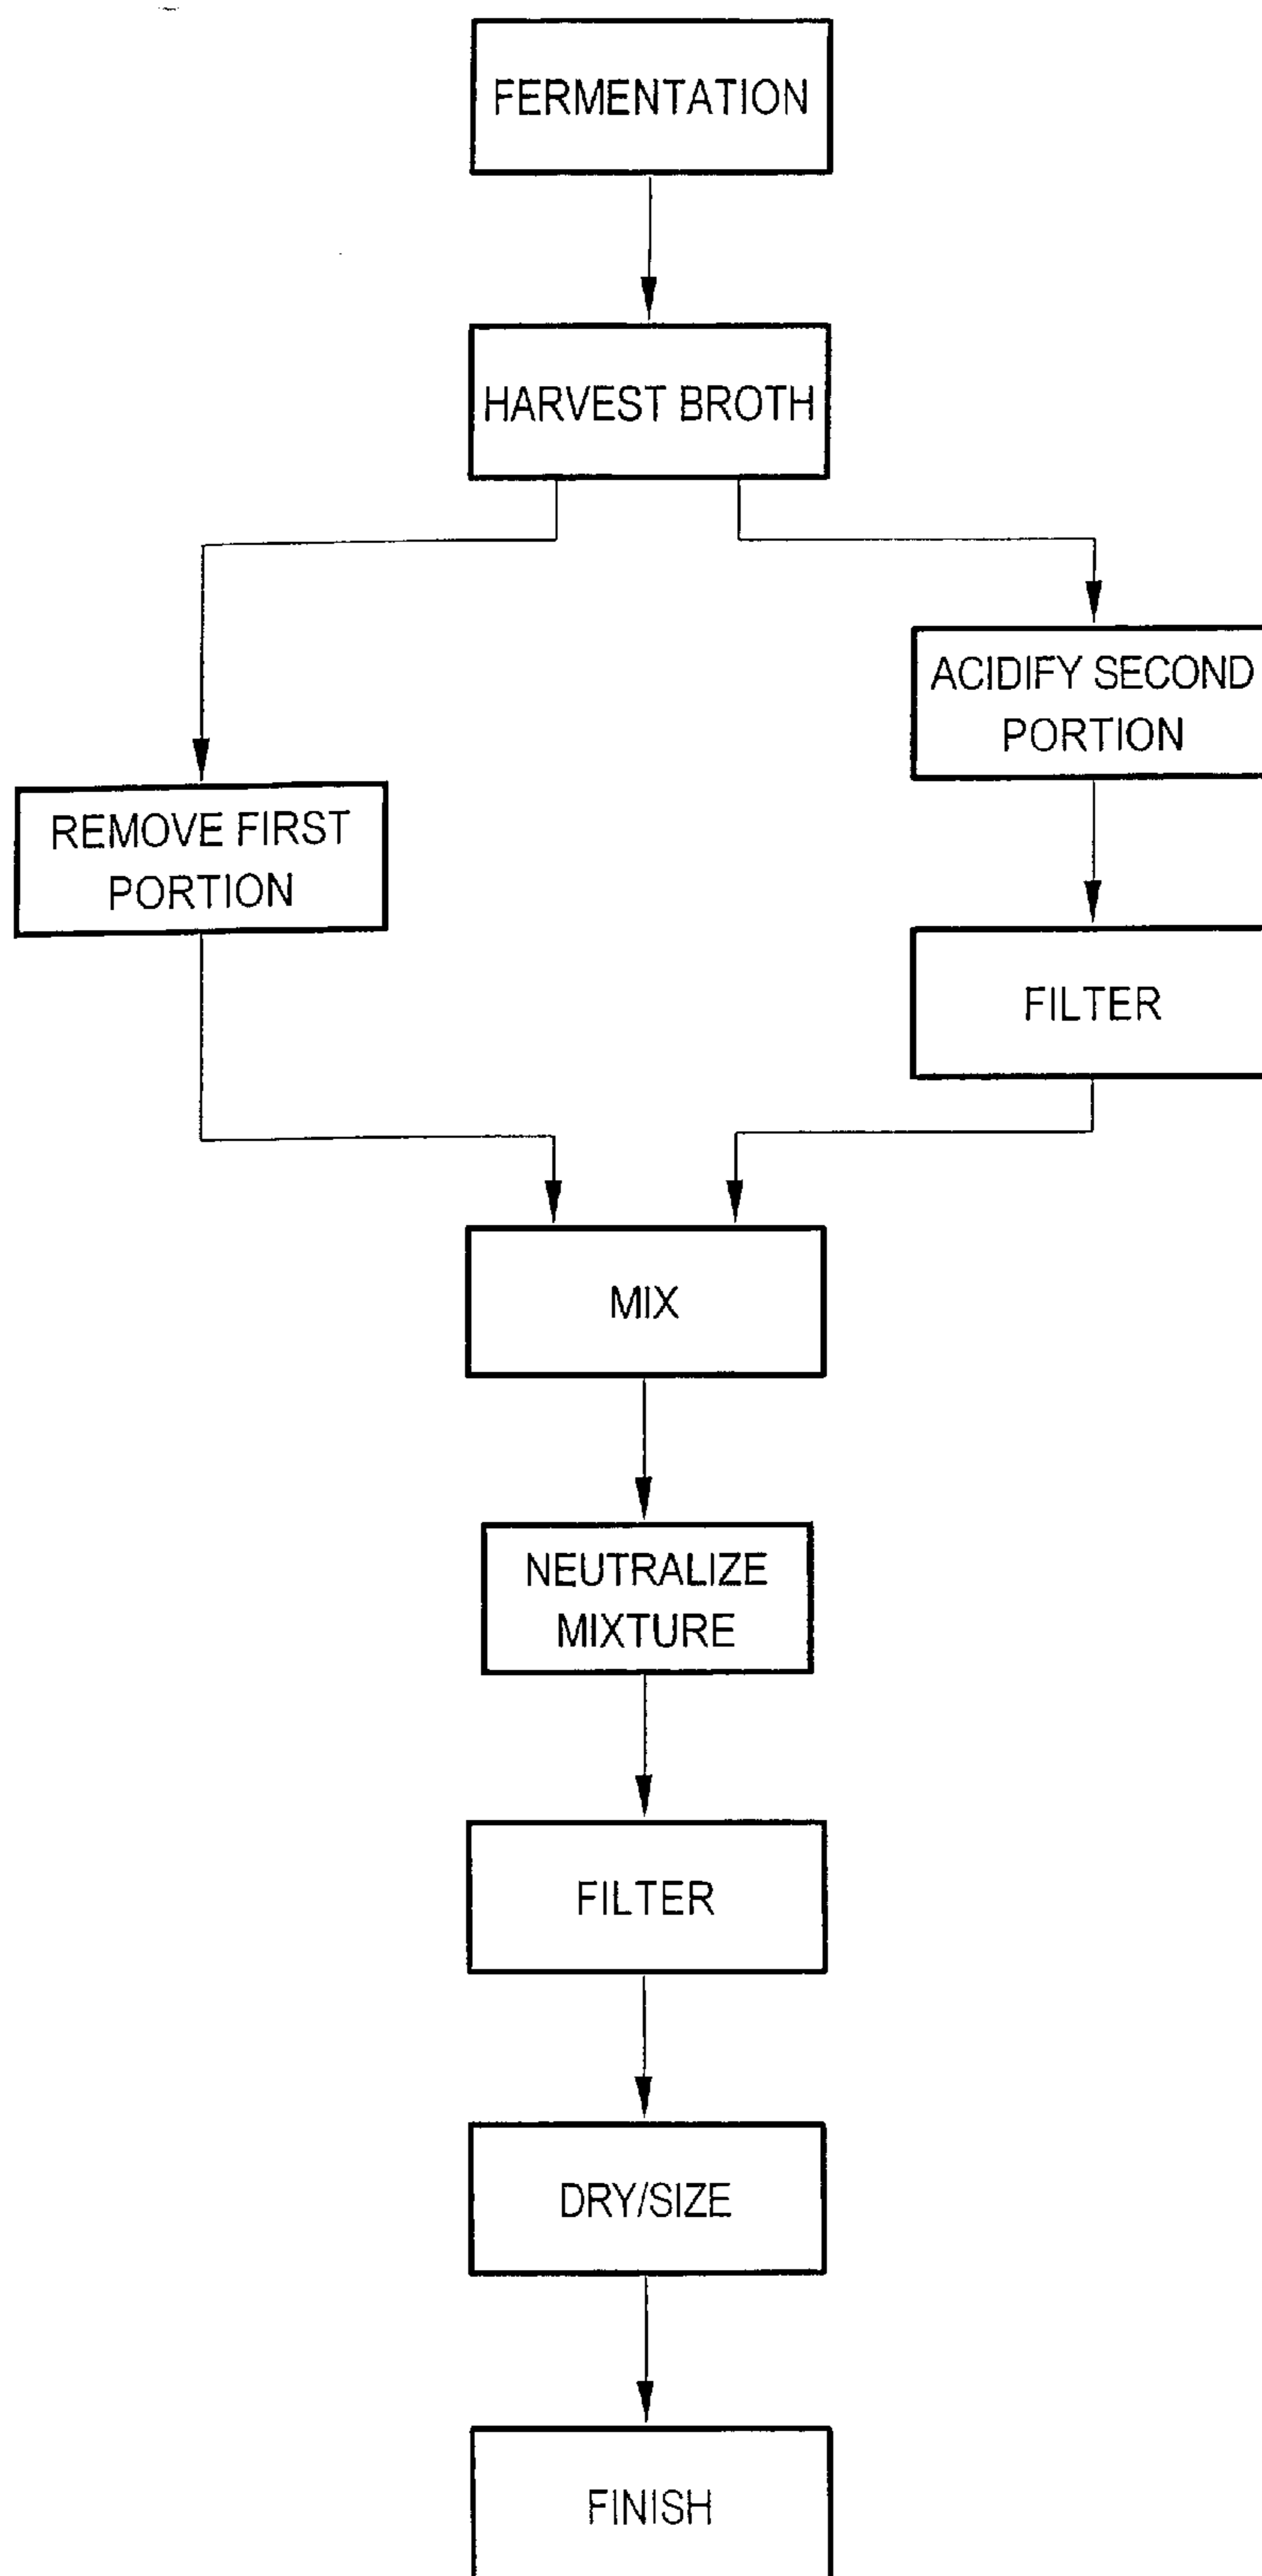 FERMENTATION
HARVEST BROTH
ACIDIFY SECOND
PORTION
REMOVE FIRST
PORTION
FILTER
MIX
NEUTRALIZE
MIXTURE
FILTER
DRY/SIZE
FINISH